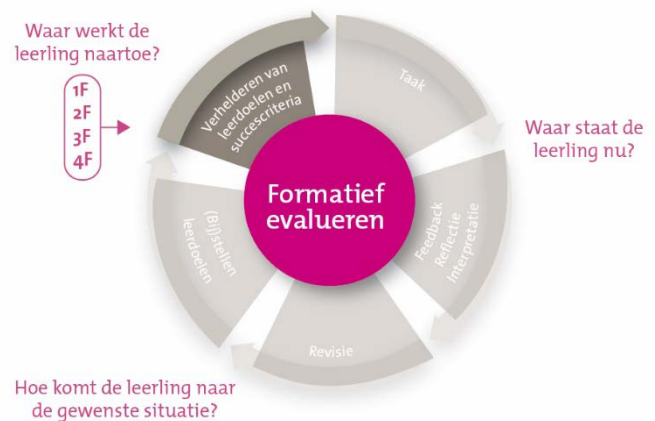 Waar werkt de
leerling naartoe?
1F
2F
3F
4F
Verhelderen van
leerdoelen en
succescriteria
Taak
Waar staat de
leerling nu?
Formatief
evalueren
Feedback
Reflectie
Interpretatie
(Bij)stellen
leerdoelen
Revisie
Hoe komt de leerling naar
de gewenste situatie?